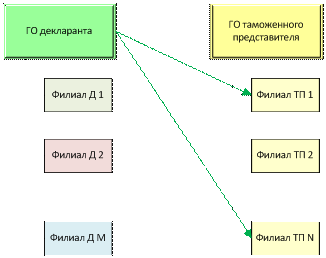 ГО декларанта
ГО таможенного
представителя
Филиал Д 1
Филиал ТП 1
Филиал Д 2
Филиал ТП 2
Филиал Д М
Филиал ТП N